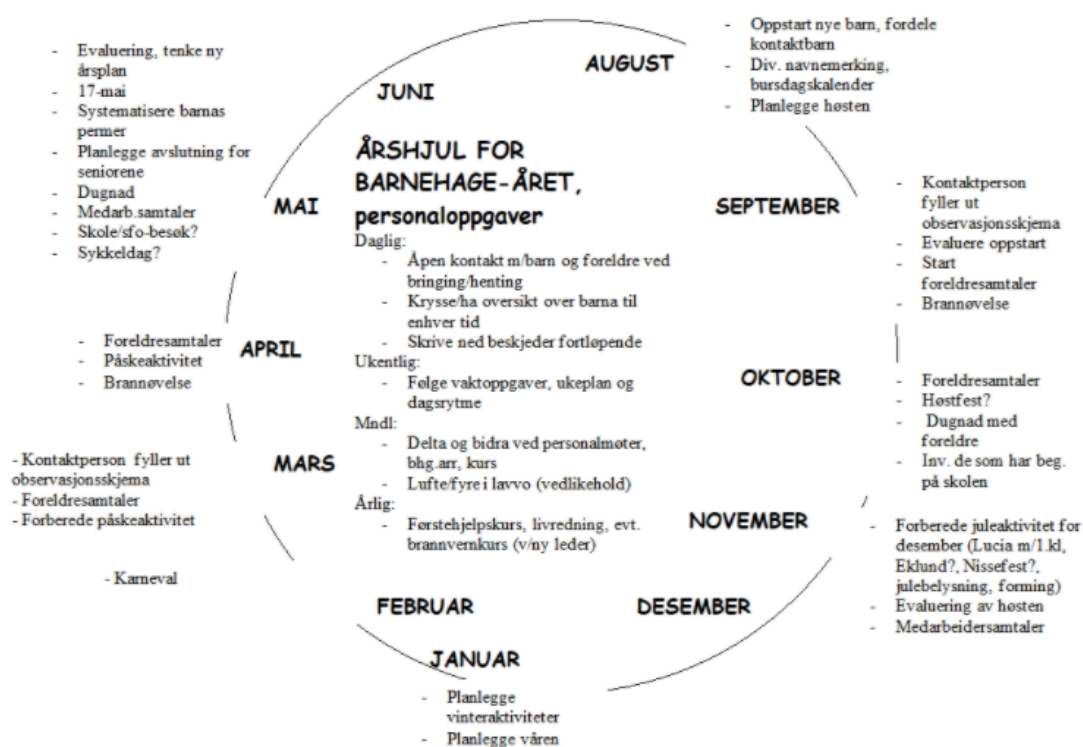 ÅRSHJUL FOR
BARNEHAGE-ÅRET,
personaloppgaver
Daglig:
- Åpen kontakt m/barn og foreldre ved
bringing/henting
- Krysse/ha oversikt over barna til
enhver tid
- Skrive ned beskjeder fortløpende
Ukentlig:
- Følge vaktoppgaver, ukeplan og
dagsrytme
Mndl:
- Delta og bidra ved personalmøter,
bhg.arr, kurs
- Lufte/fyre i lavvo (vedlikehold)
Årlig:
- Førstehjelpskurs, livredning, evt.
brannvernkurs (v/ny leder)
AUGUST
- Oppstart nye barn, fordele
kontaktbarn
- Div. navnemerking,
bursdagskalender
- Planlegge høsten
SEPTEMBER
- Kontaktperson
fyller ut
observasjonsskjema
- Evaluere oppstart
- Start
foreldresamtaler
- Brannøvelse
OKTOBER
- Foreldresamtaler
- Høstfest?
- Dugnad med
foreldre
- Inv. de som har beg.
på skolen
NOVEMBER
- Forberede juleaktivitet for
desember (Lucia m/1.kl,
Eklund?, Nissefest?,
julebelysning, forming)
- Evaluering av høsten
- Medarbeidersamtaler
DESEMBER
JANUAR
- Planlegge
vinteraktiviteter
- Planlegge våren
FEBRUAR
- Karneval
MARS
- Kontaktperson fyller ut
observasjonsskjema
- Foreldresamtaler
- Forberede påskeaktivitet
APRIL
- Foreldresamtaler
- Påskeaktivitet
- Brannøvelse
MAI
- Evaluering, tenke ny
årsplan
- 17-mai
- Systematisere barnas
permer
- Planlegge avslutning for
seniorene
- Dugnad
- Medarb.samtaler
- Skole/sfo-besøk?
- Sykkeldag?
JUNI